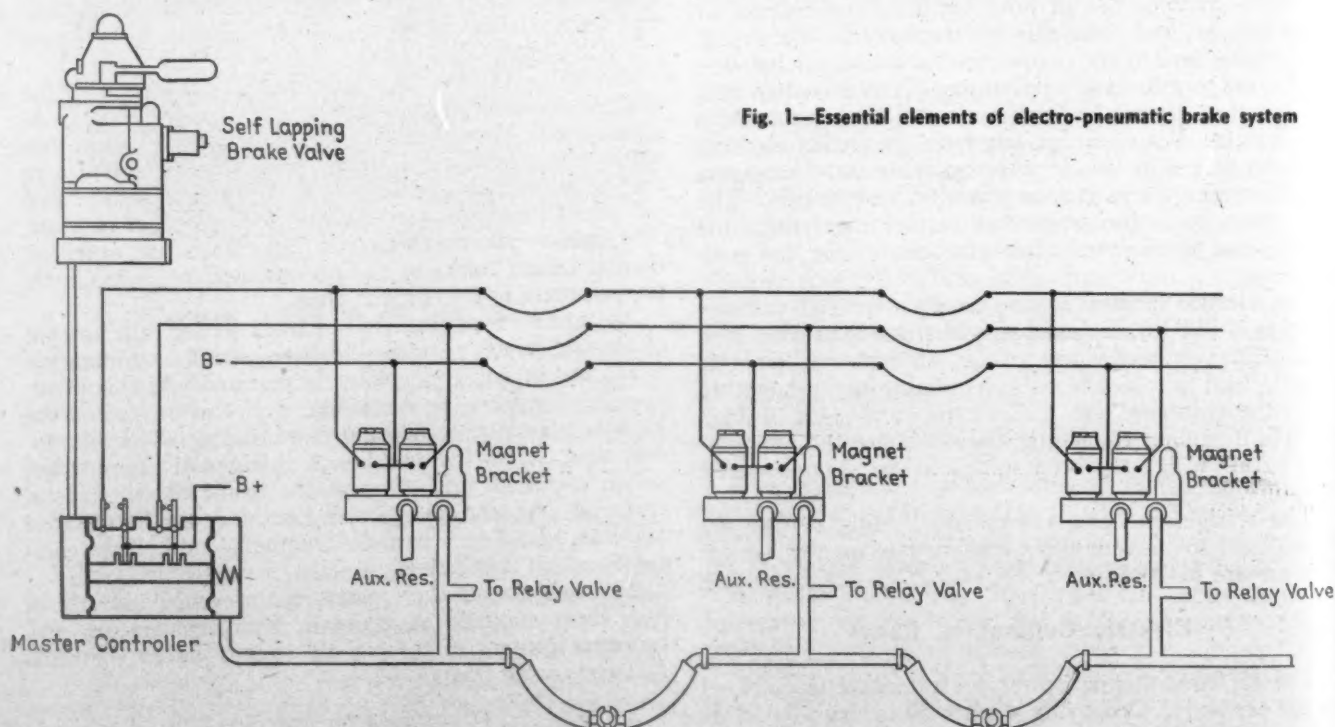 Self Lapping
Brake Valve
Fig. 1—Essential elements of electro-pneumatic brake system
B-
B+
Magnet
Bracket
Magnet
Bracket
Magnet
Bracket
Aux. Res.
To Relay Valve
Aux. Res.
To Relay Valve
Aux. Res.
To Relay Valve
Master Controller